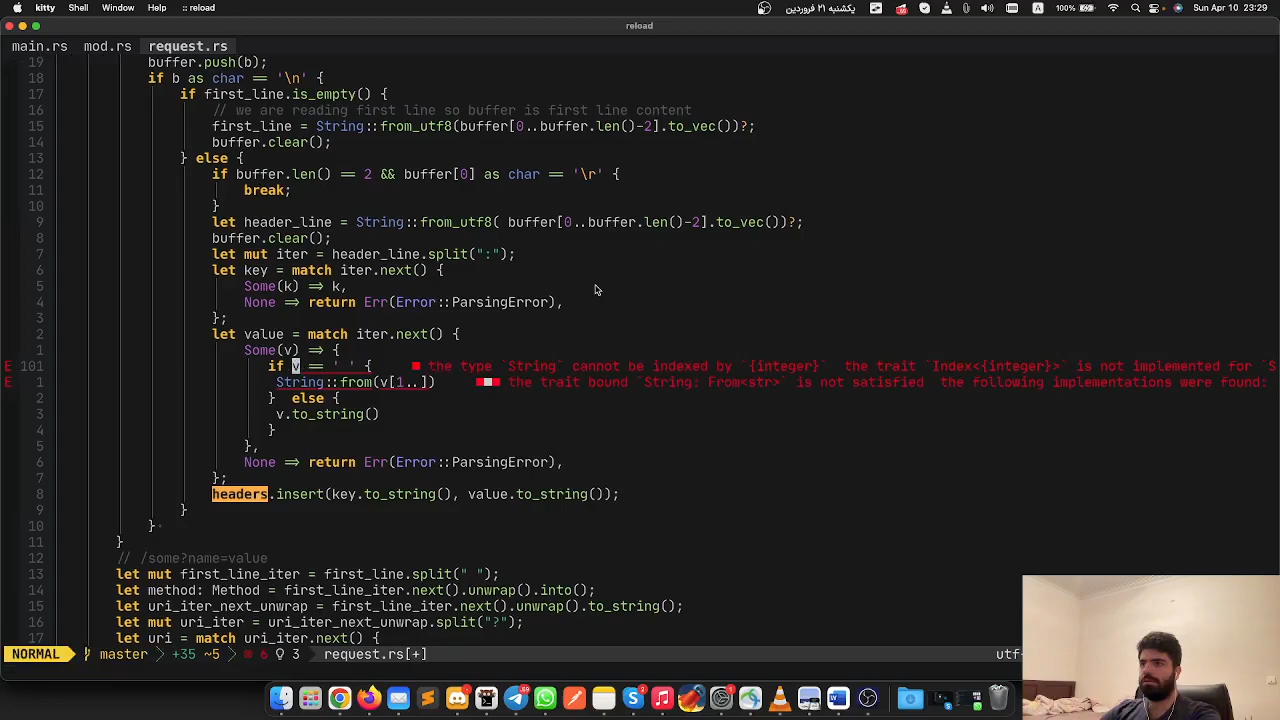 kitty Shell Window Help :: reload یکشنبه ۲۱ فروردین A 100% Sun Apr 10 23:29
reload
main.rs mod.rs request.rs
19 buffer.push(b);
18 if b as char == '\n' {
17 if first_line.is_empty() {
16 // we are reading first line so buffer is first line content
15 first_line = String::from_utf8(buffer[0..buffer.len()-2].to_vec())?;
14 buffer.clear();
13 } else {
12 if buffer.len() == 2 && buffer[0] as char == '\r' {
11 break;
10 }
9 let header_line = String::from_utf8( buffer[0..buffer.len()-2].to_vec())?;
8 buffer.clear();
7 let mut iter = header_line.split(":");
6 let key = match iter.next() {
5 Some(k) => k,
4 None => return Err(Error::ParsingError),
3 };
2 let value = match iter.next() {
1 Some(v) => {
E 101 if v == ' ' { ■ the type `String` cannot be indexed by `{integer}` the trait `Index<{integer}>` is not implemented for `S
E 1 String::from(v[1..]) ■■■ the trait bound `String: From<str>` is not satisfied the following implementations were found:
2 } else {
3 v.to_string()
4 }
5 },
6 None => return Err(Error::ParsingError),
7 };
8 headers.insert(key.to_string(), value.to_string());
9 }
10 }
11 }
12 // /some?name=value
13 let mut first_line_iter = first_line.split(" ");
14 let method: Method = first_line_iter.next().unwrap().into();
15 let uri_iter_next_unwrap = first_line_iter.next().unwrap().to_string();
16 let mut uri_iter = uri_iter_next_unwrap.split("?");
17 let uri = match uri_iter.next() {
NORMAL master +35 ~5 6 3 request.rs[+] utf-